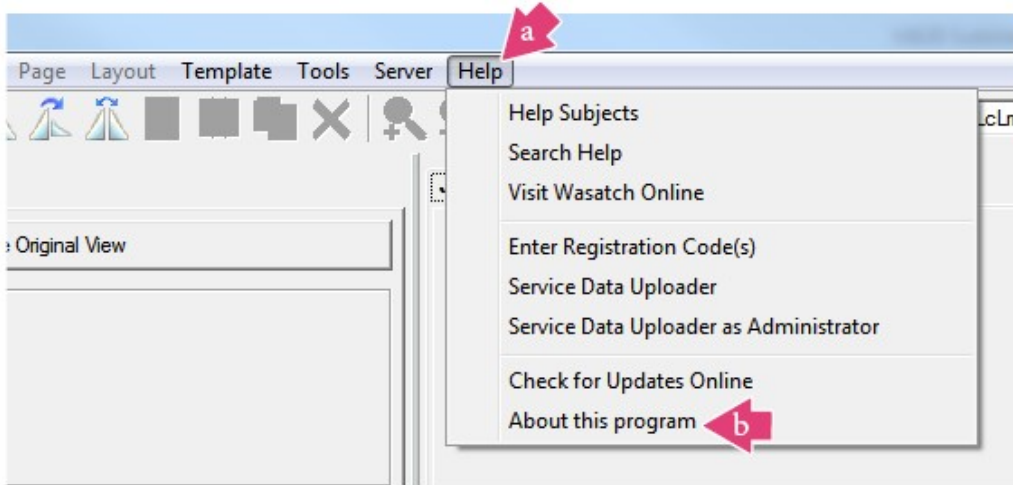 a
Page Layout Template Tools Server Help
Help Subjects
Search Help
Visit Wasatch Online
Original View
Enter Registration Code(s)
Service Data Uploader
Service Data Uploader as Administrator
Check for Updates Online
About this program b